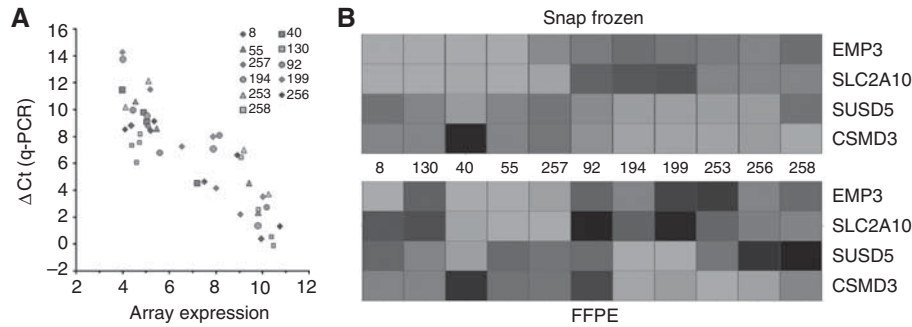 A
ΔCt (q-PCR)
16
14
12
10
8
6
4
2
0
–2
2
4
6
8
10
12
Array expression
8
40
55
130
257
92
194
199
253
256
258
B
Snap frozen
EMP3
SLC2A10
SUSD5
CSMD3
8 130 40 55 257 92 194 199 253 256 258
EMP3
SLC2A10
SUSD5
CSMD3
FFPE